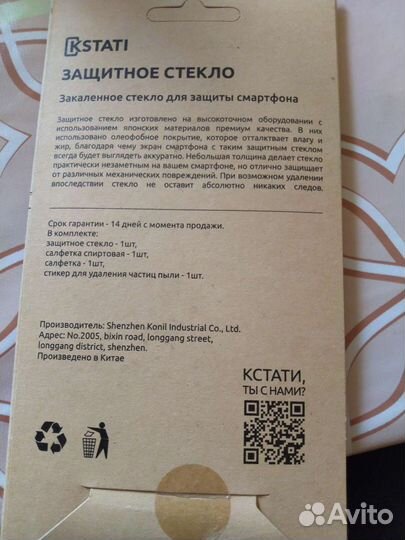 KSTATI
ЗАЩИТНОЕ СТЕКЛО
Закаленное стекло для защиты смартфона
Защитное стекло изготовлено на высокоточном оборудовании с
использованием японских материалов премиум качества. В них
использовано олеофобное покрытие, которое отталктвает влагу и
жир, благодаря чему экран смартфона с таким защитным стеклом
всегда будет выглядеть аккуратно. Небольшая толщина делает стекло
практически незаметным на вашем смартфоне, но отлично защищает
от различных механических повреждений. При возможном удалении
впоследствии стекло не оставит абсолютно никаких следов.
Срок гарантии - 14 дней с момента продажи.
В комплекте:
защитное стекло - 1шт,
салфетка спиртовая - 1шт,
салфетка - 1шт,
стикер для удаления частиц пыли - 1шт.
Производитель: Shenzhen Konil Industrial Co., Ltd.
Адрес: No.2005, bixin road, longgang street,
longgang district, shenzhen.
Произведено в Китае
КСТАТИ,
ТЫ С НАМИ?
Avito